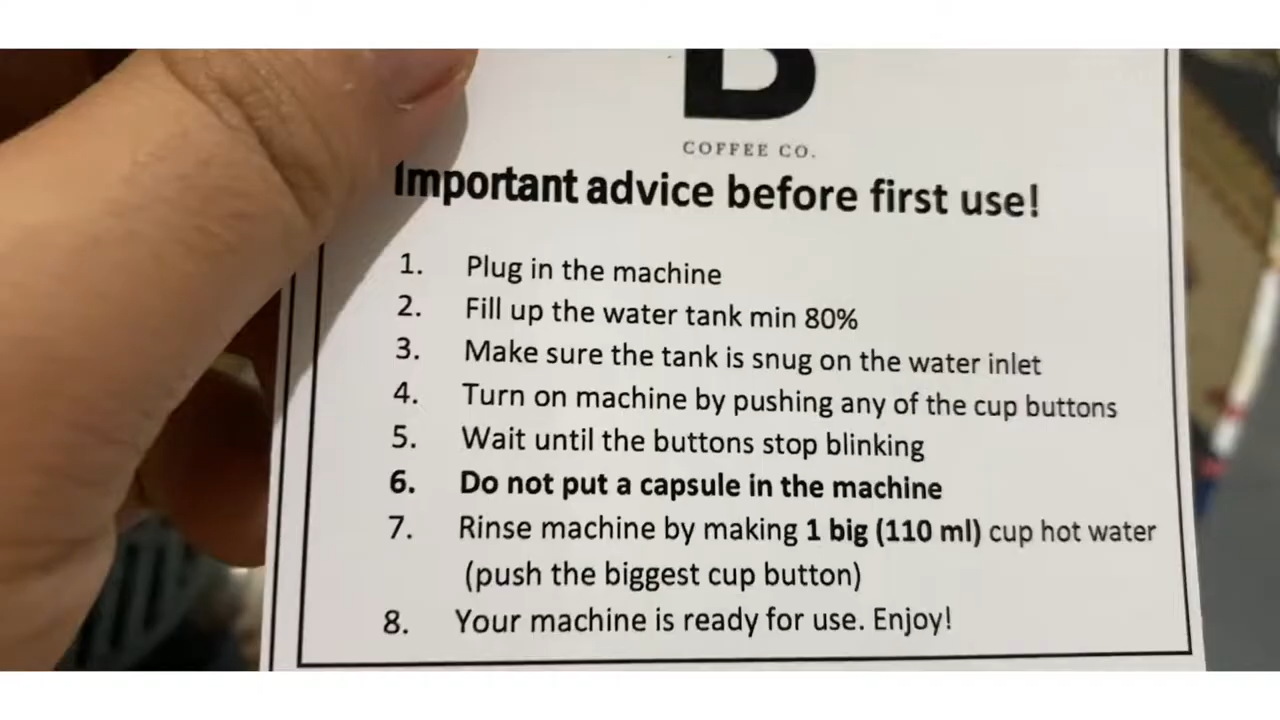 B
COFFEE CO.
Important advice before first use!
1. Plug in the machine
2. Fill up the water tank min 80%
3. Make sure the tank is snug on the water inlet
4. Turn on machine by pushing any of the cup buttons
5. Wait until the buttons stop blinking
6. Do not put a capsule in the machine
7. Rinse machine by making 1 big (110 ml) cup hot water
(push the biggest cup button)
8. Your machine is ready for use. Enjoy!